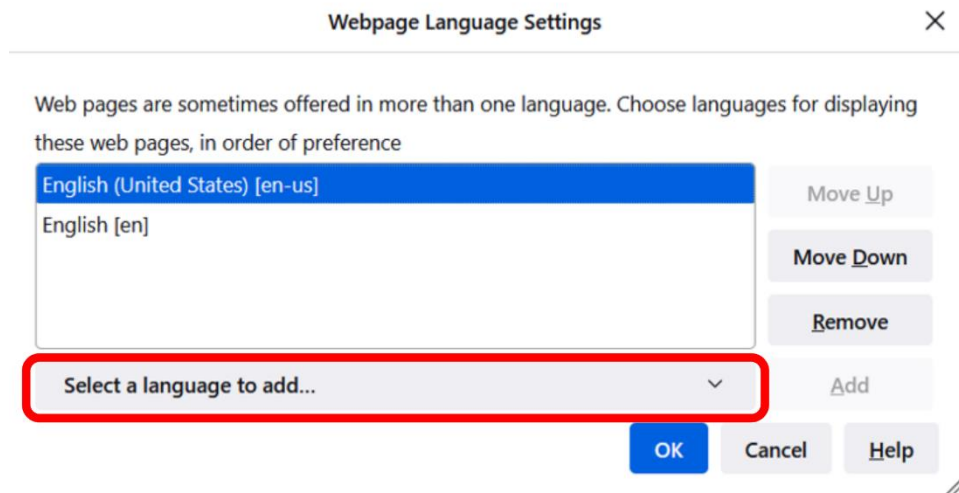 Webpage Language Settings
Web pages are sometimes offered in more than one language. Choose languages for displaying
these web pages, in order of preference
English (United States) [en-us]
Move Up
English [en]
Move Down
Remove
Select a language to add...
Add
OK
Cancel
Help